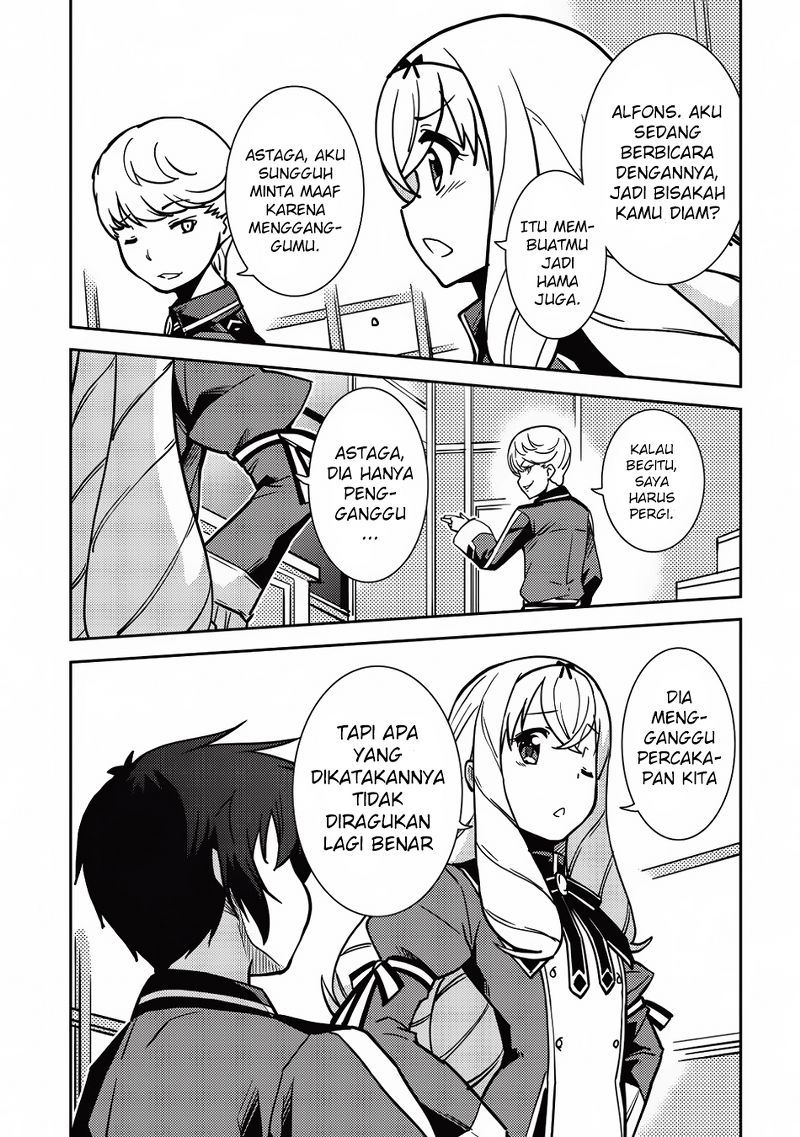 ALFONS. AKU
SEDANG
BERBICARA
DENGANNYA,
JADI BISAKAH
KAMU DIAM?
ITU MEM-
BUATMU
JADI
HAMA
JUGA.
ASTAGA, AKU
SUNGGUH
MINTA MAAF
KARENA
MENGGANG-
GUMU.
KALAU
BEGITU,
SAYA
HARUS
PERGI.
ASTAGA,
DIA HANYA
PENG-
GANGGU
...
DIA
MENG-
GANGGU
PERCAKA-
PAN KITA
TAPI APA
YANG
DIKATAKANNYA
TIDAK
DIRAGUKAN
LAGI BENAR